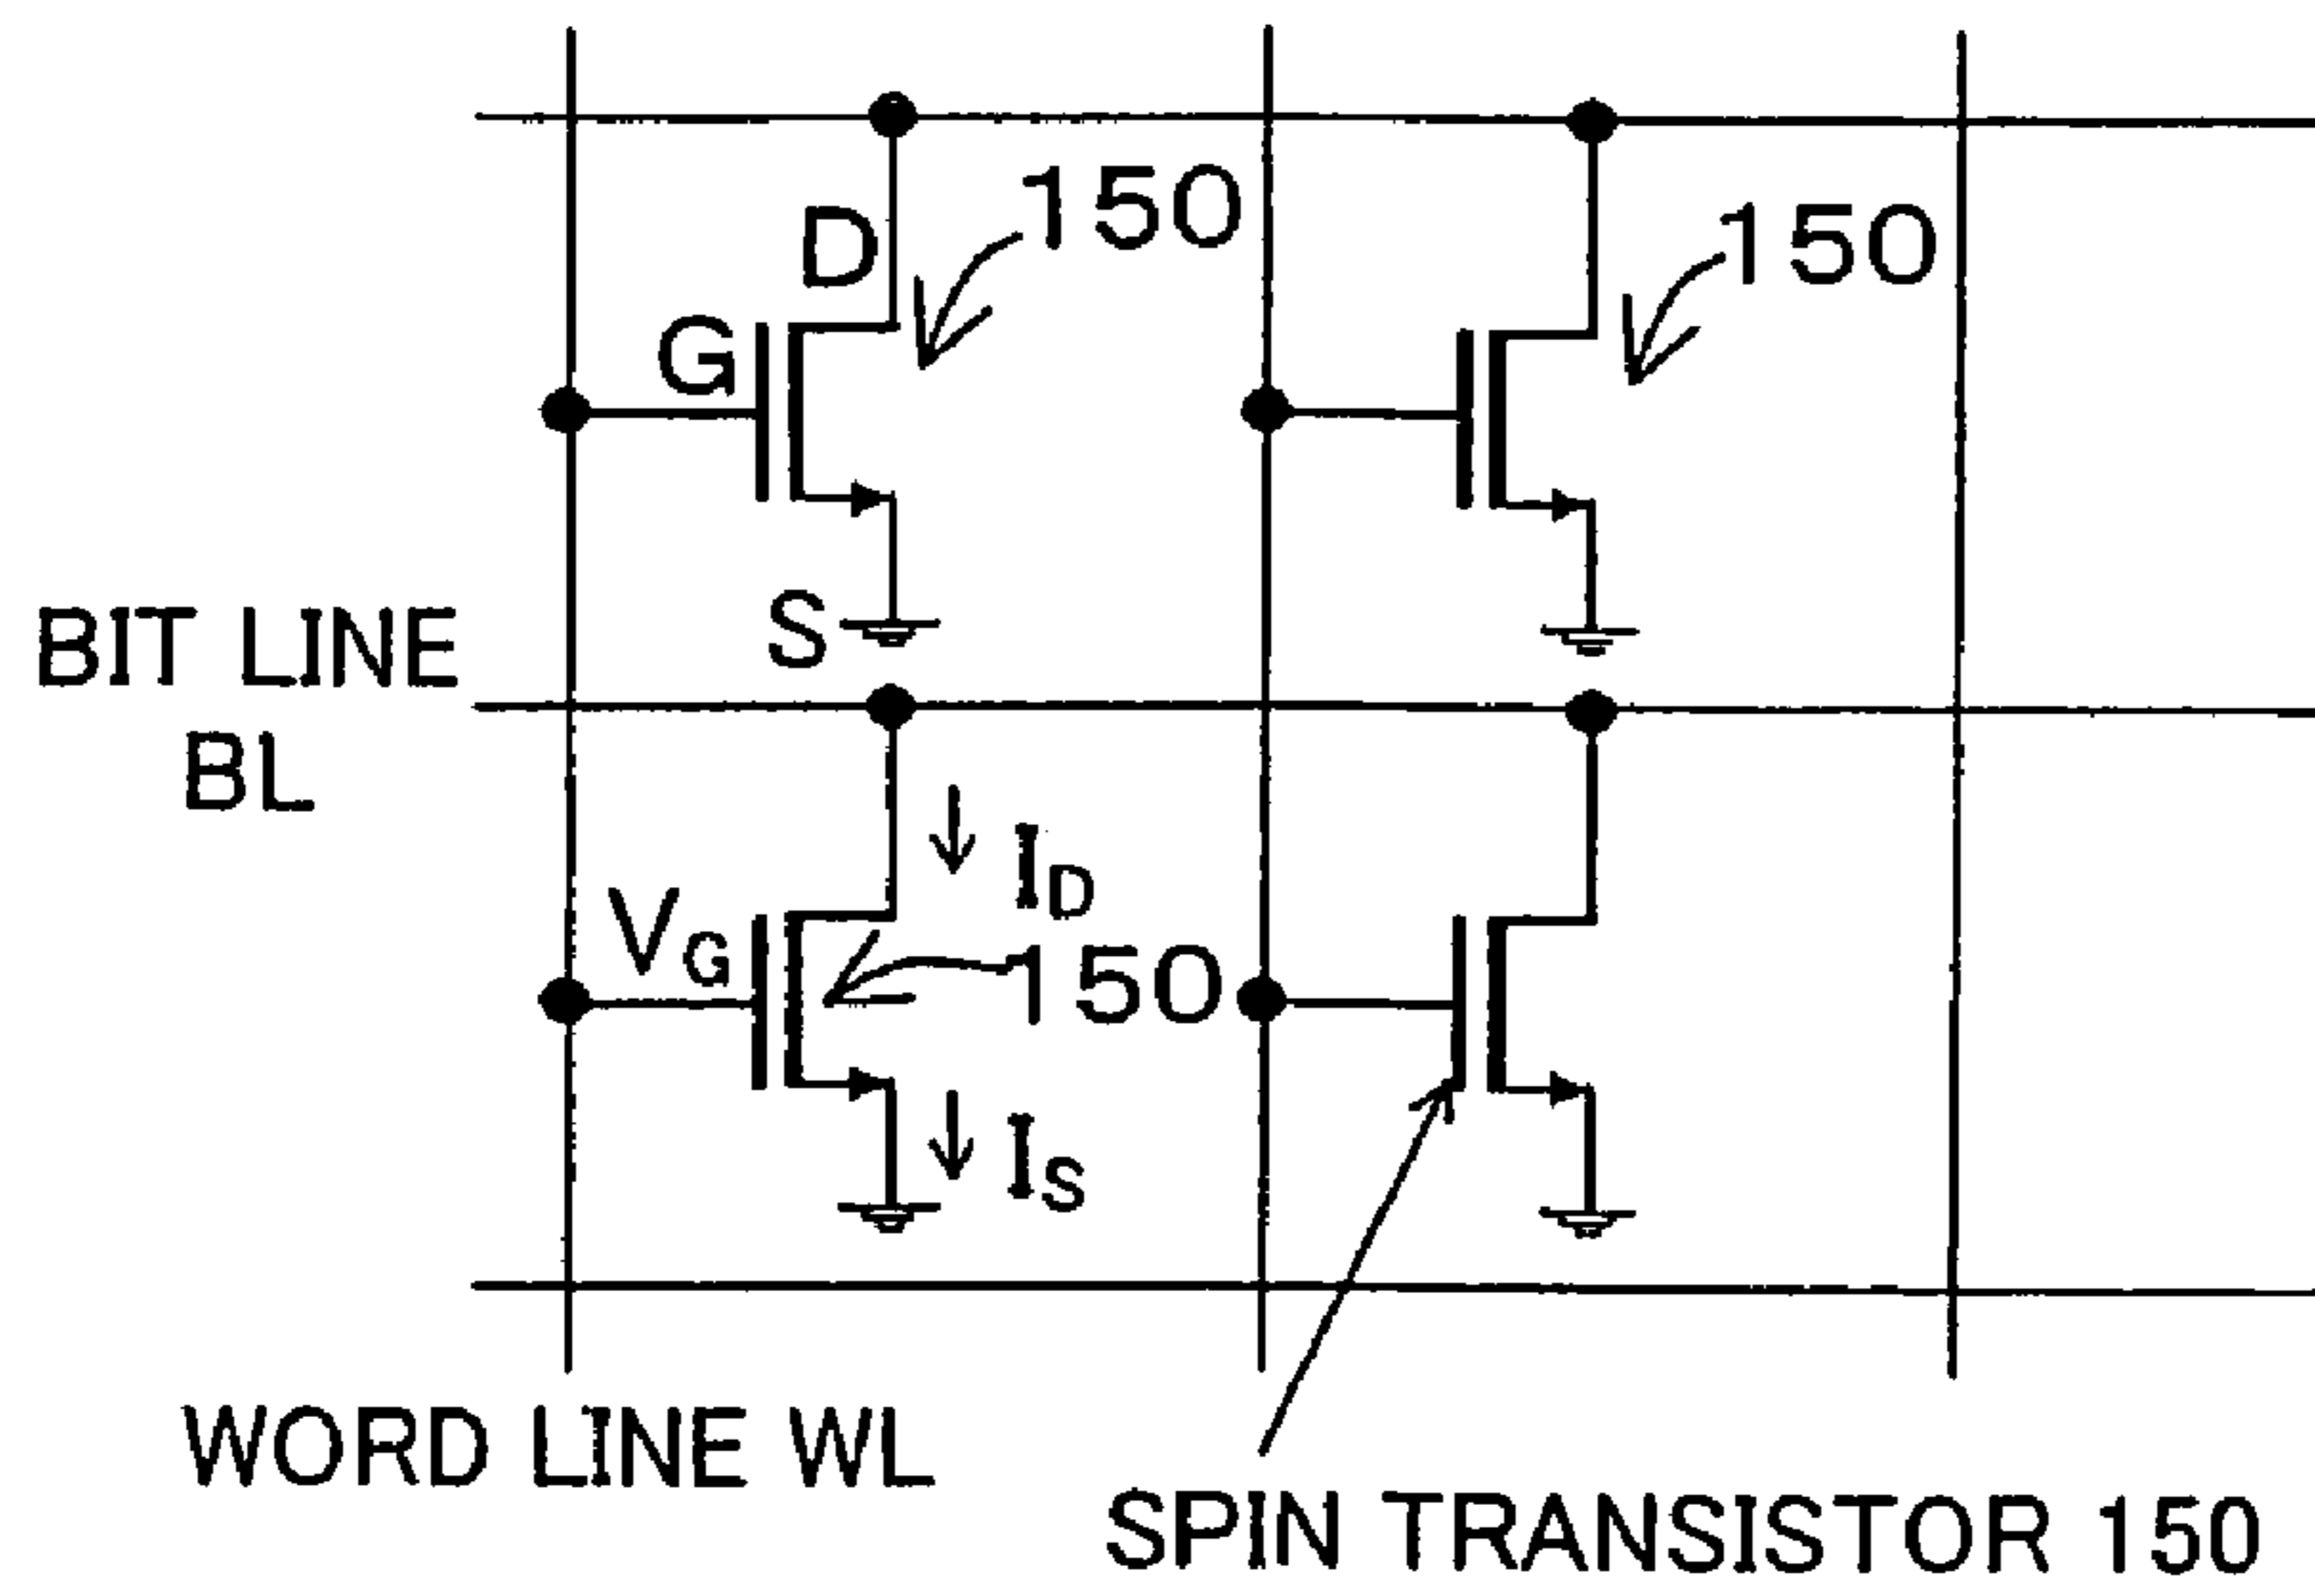 150
D
150
G
S
BIT LINE
BL
I_D
V_G
150
I_S
WORD LINE WL
SPIN TRANSISTOR 150